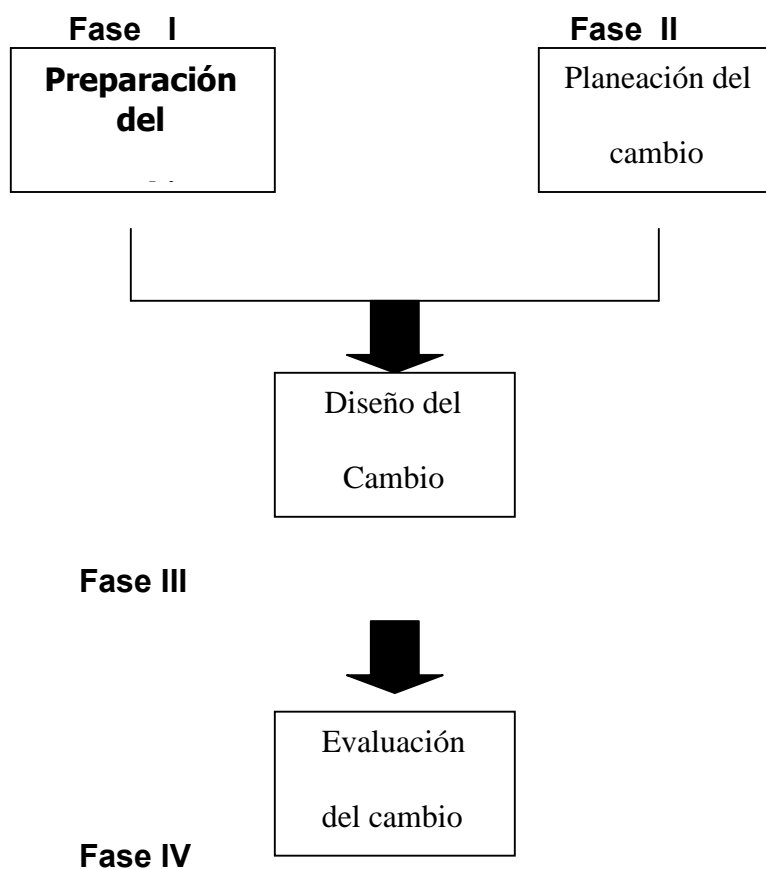 Fase I
Preparación
del
Fase II
Planeación del
cambio
Diseño del
Cambio
Fase III
Evaluación
del cambio
Fase IV